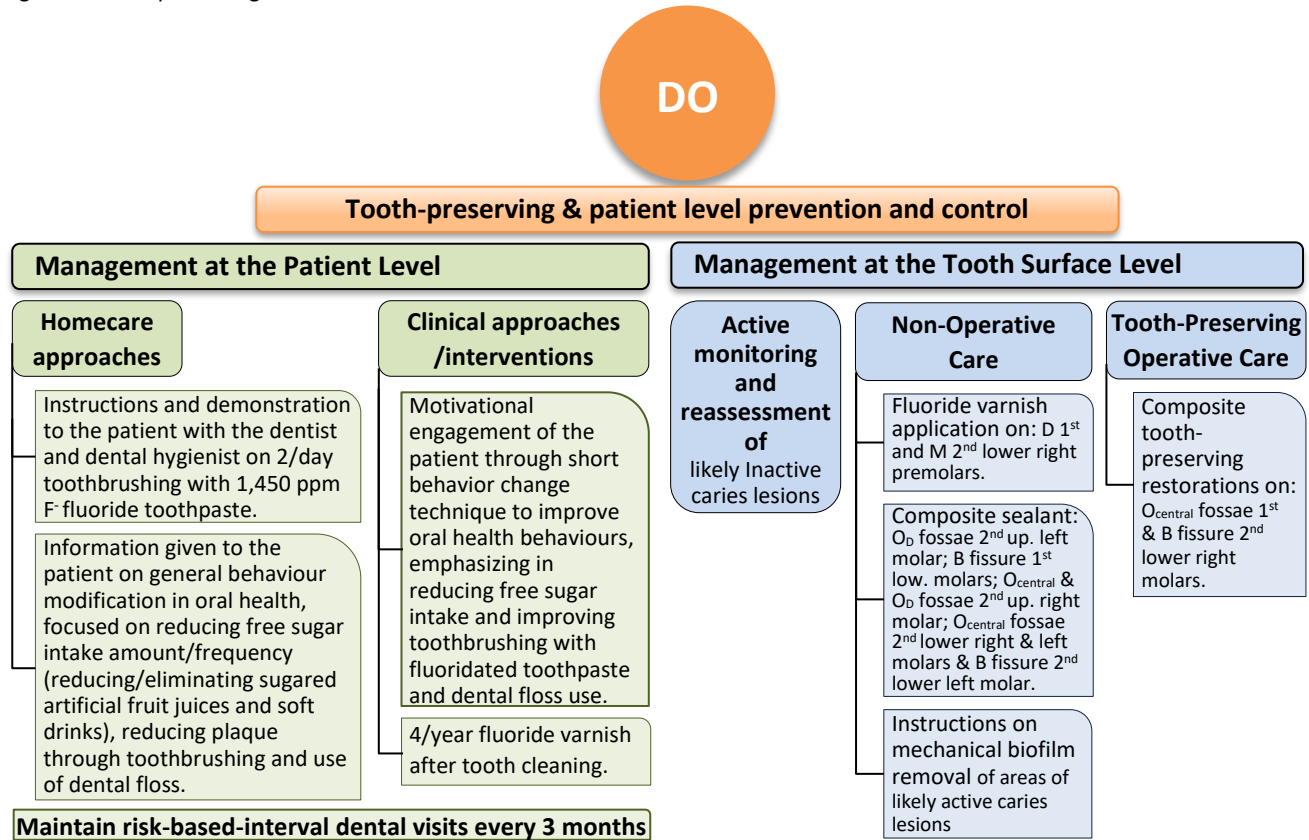 DO
Tooth-preserving & patient level prevention and control
Management at the Patient Level
Homecare
approaches
Instructions and demonstration
to the patient with the dentist
and dental hygienist on 2/day
toothbrushing with 1,450 ppm
F- fluoride toothpaste.
Information given to the
patient on general behaviour
modification in oral health,
focused on reducing free sugar
intake amount/frequency
(reducing/eliminating sugared
artificial fruit juices and soft
drinks), reducing plaque
through toothbrushing and use
of dental floss.
Clinical approaches
/interventions
Motivational
engagement of the
patient through short
behavior change
technique to improve
oral health behaviours,
emphasizing in
reducing free sugar
intake and improving
toothbrushing with
fluoridated toothpaste
and dental floss use.
4/year fluoride varnish
after tooth cleaning.
Maintain risk-based-interval dental visits every 3 months
Management at the Tooth Surface Level
Active
monitoring
and
reassessment
of
likely Inactive
caries lesions
Non-Operative
Care
Fluoride varnish
application on: D 1st
and M 2nd lower right
premolars.
Composite sealant:
OD fossae 2nd up. left
molar; B fissure 1st
low. molars; Ocentral &
OD fossae 2nd up. right
molar; Ocentral fossae
2nd lower right & left
molars & B fissure 2nd
lower left molar.
Instructions on
mechanical biofilm
removal of areas of
likely active caries
lesions
Tooth-Preserving
Operative Care
Composite
tooth-
preserving
restorations on:
Ocentral fossae 1st
& B fissure 2nd
lower right
molars.